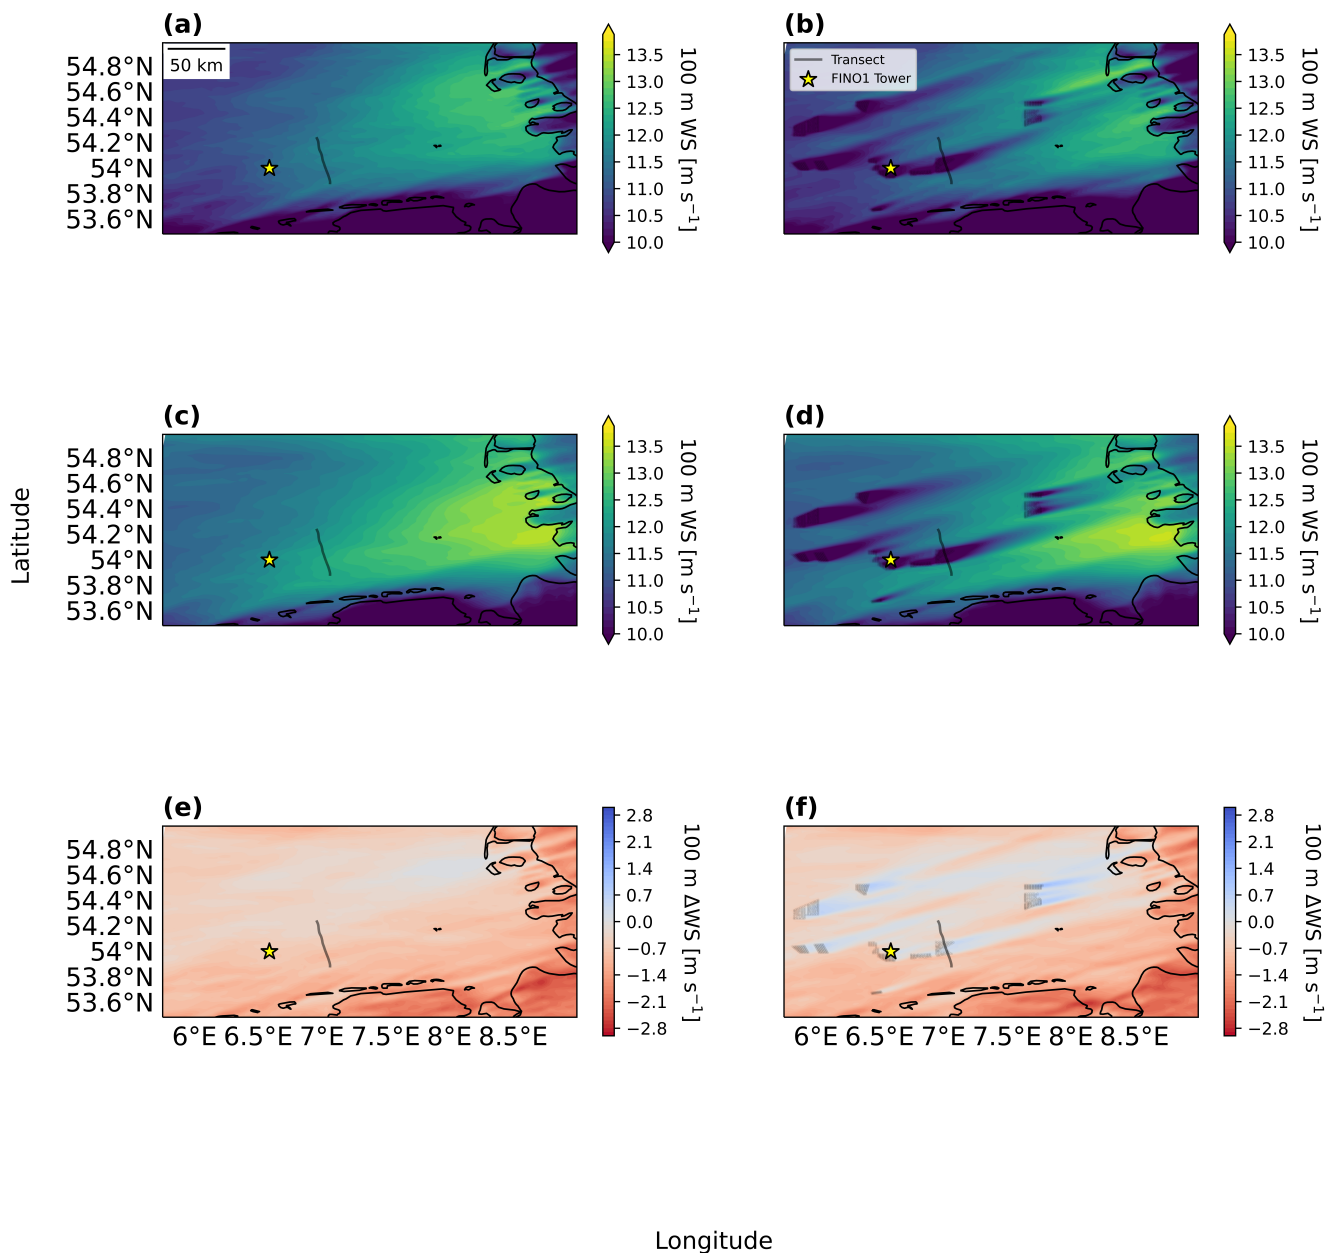 (a)
50 km
54.8°N
54.6°N
54.4°N
54.2°N
54°N
53.8°N
53.6°N
13.5
13.0
12.5
12.0
11.5
11.0
10.5
10.0
100 m WS [m s⁻¹]
(b)
Transect
FINO1 Tower
13.5
13.0
12.5
12.0
11.5
11.0
10.5
10.0
100 m WS [m s⁻¹]
Latitude
(c)
54.8°N
54.6°N
54.4°N
54.2°N
54°N
53.8°N
53.6°N
13.5
13.0
12.5
12.0
11.5
11.0
10.5
10.0
100 m WS [m s⁻¹]
(d)
13.5
13.0
12.5
12.0
11.5
11.0
10.5
10.0
100 m WS [m s⁻¹]
(e)
54.8°N
54.6°N
54.4°N
54.2°N
54°N
53.8°N
53.6°N
6°E 6.5°E 7°E 7.5°E 8°E 8.5°E
2.8
2.1
1.4
0.7
0.0
−0.7
−1.4
−2.1
−2.8
100 m ΔWS [m s⁻¹]
(f)
6°E 6.5°E 7°E 7.5°E 8°E 8.5°E
2.8
2.1
1.4
0.7
0.0
−0.7
−1.4
−2.1
−2.8
100 m ΔWS [m s⁻¹]
Longitude